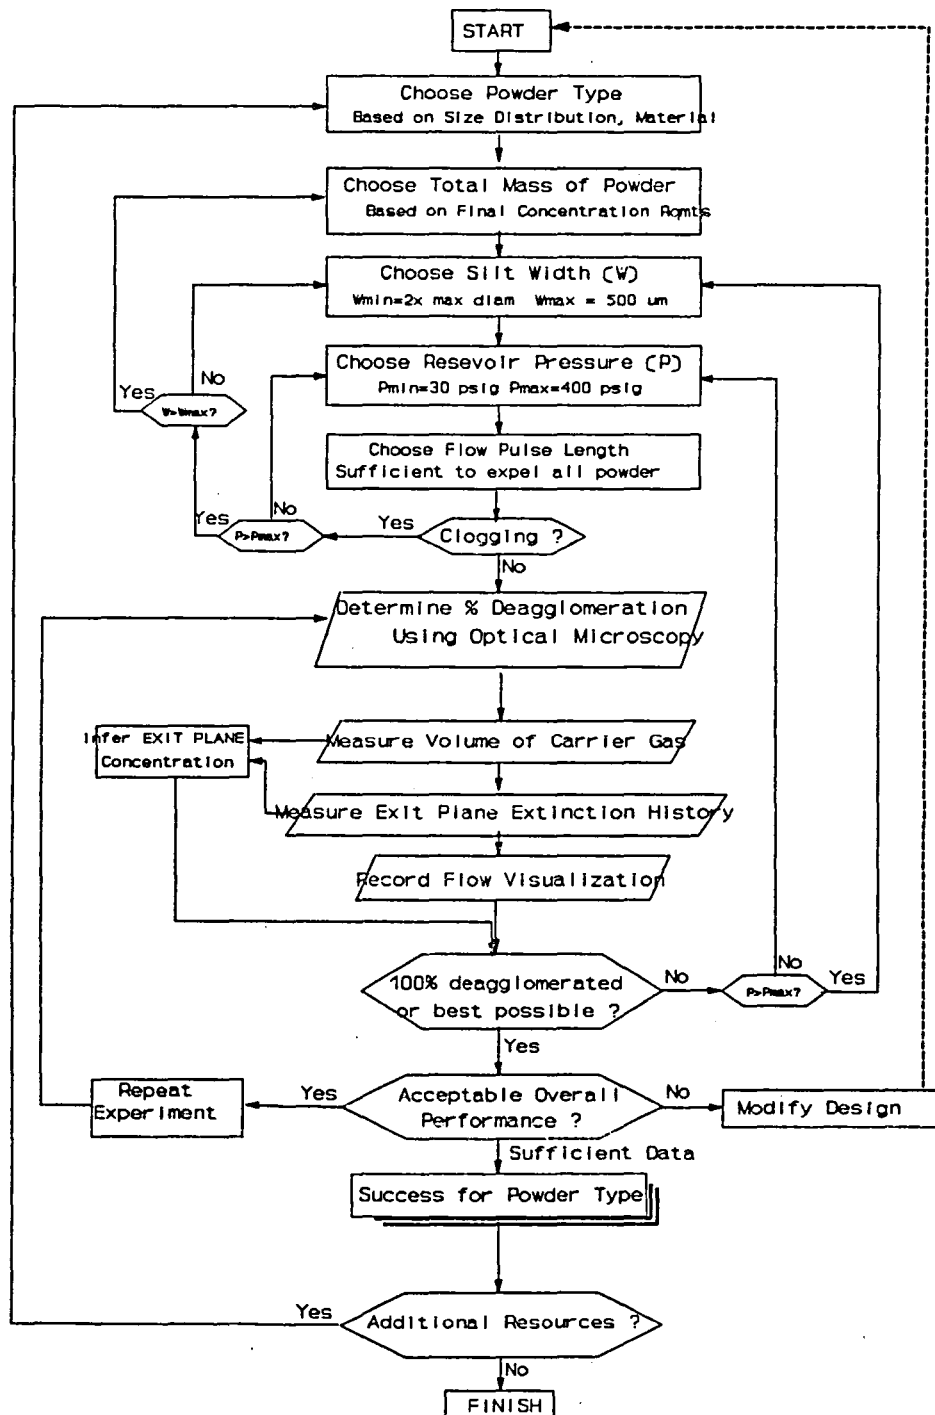 START
Choose Powder Type
Based on Size Distribution, Material
Choose Total Mass of Powder
Based on Final Concentration Rqmts
Choose Silt Width (W)
Wmin=2x max diam Wmax = 500 um
Choose Resevoir Pressure (P)
Pmin=30 psig Pmax=400 psig
Yes
No
W>Wmax?
Choose Flow Pulse Length
Sufficient to expel all powder
Yes
No
P>Pmax?
Yes
Clogging ?
No
Determine % Deagglomeration
Using Optical Microscopy
Infer EXIT PLANE
Concentration
Measure Volume of Carrier Gas
Measure Exit Plane Extinction History
Record Flow Visualization
100% deagglomerated
or best possible ?
No
P>Pmax?
No
Yes
Yes
Repeat
Experiment
Yes
Acceptable Overall
Performance ?
No
Modify Design
Sufficient Data
Success for Powder Type
Yes
Additional Resources ?
No
FINISH